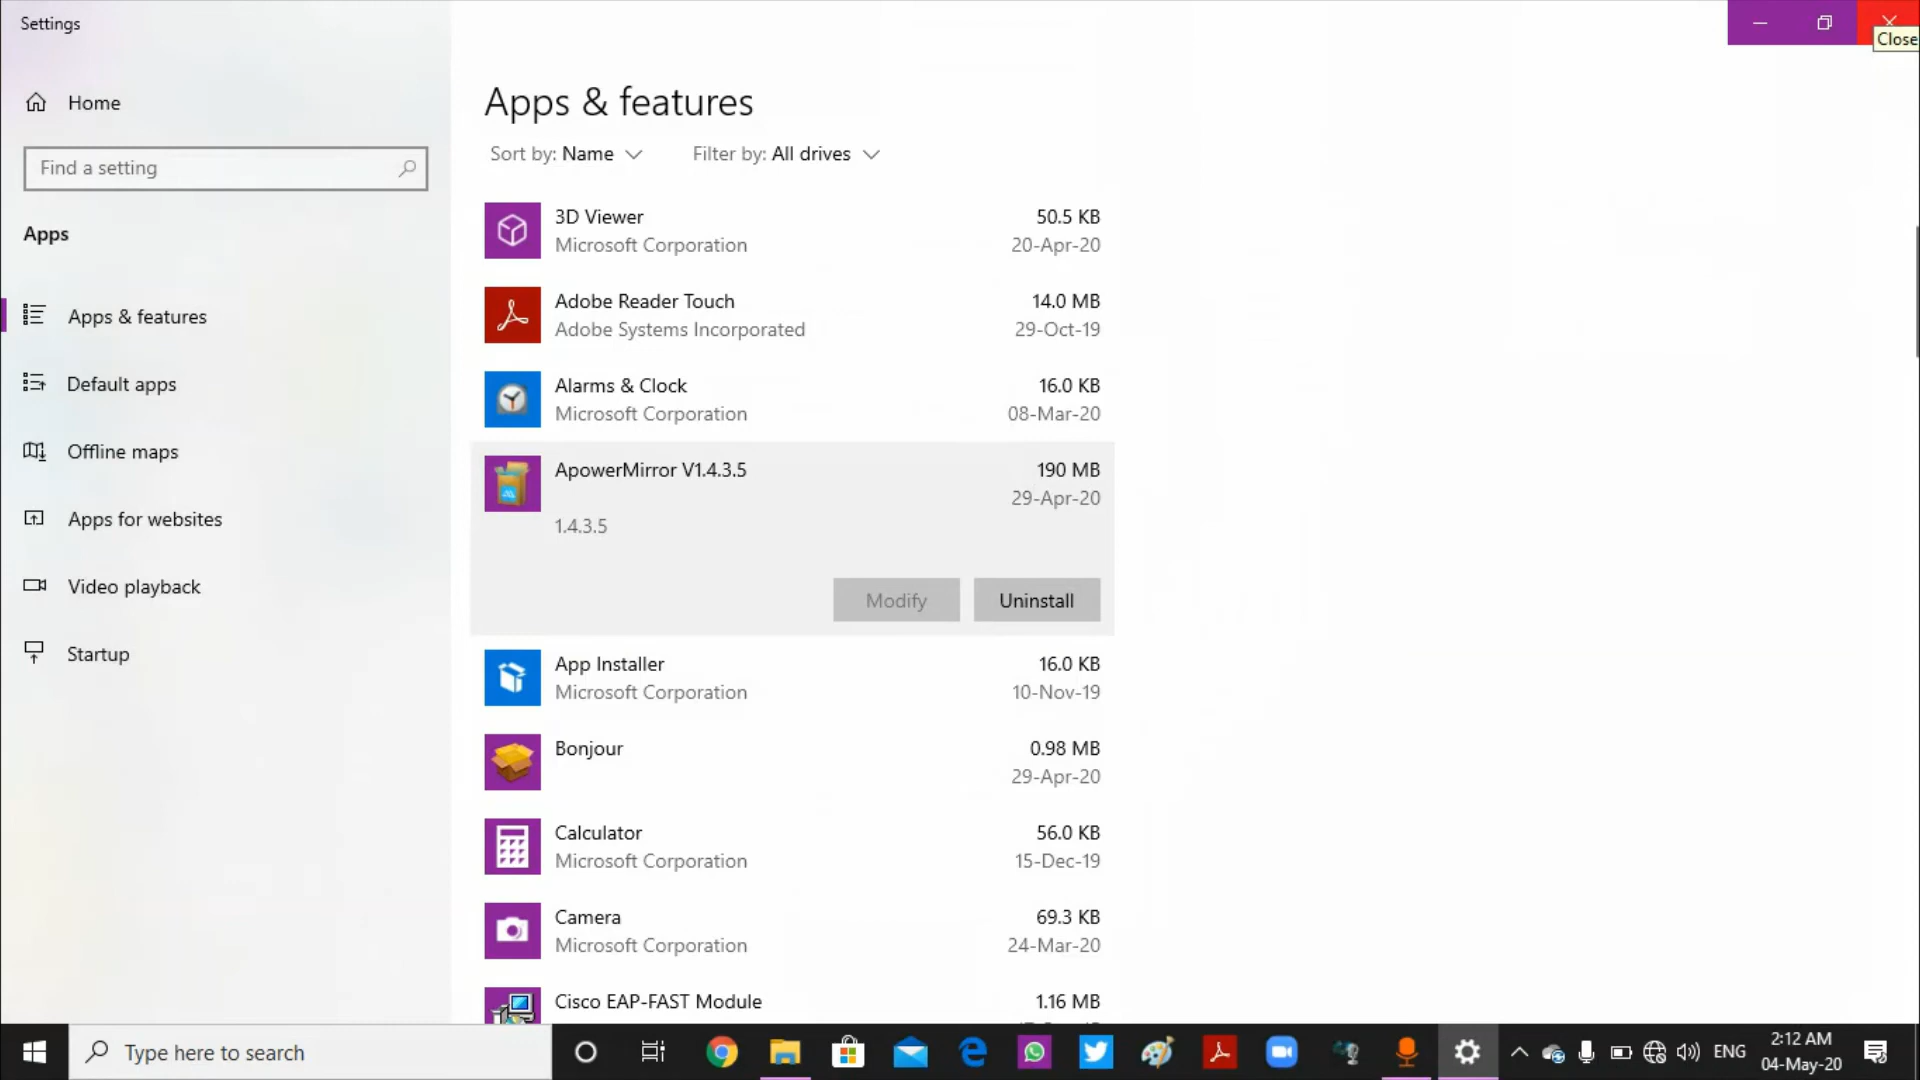 Settings
Close
Home
Find a setting
Apps
Apps & features
Default apps
Offline maps
Apps for websites
Video playback
Startup
Apps & features
Sort by: Name
Filter by: All drives
3D Viewer
50.5 KB
Microsoft Corporation
20-Apr-20
Adobe Reader Touch
14.0 MB
Adobe Systems Incorporated
29-Oct-19
Alarms & Clock
16.0 KB
Microsoft Corporation
08-Mar-20
ApowerMirror V1.4.3.5
190 MB
29-Apr-20
1.4.3.5
Modify
Uninstall
App Installer
16.0 KB
Microsoft Corporation
10-Nov-19
Bonjour
0.98 MB
29-Apr-20
Calculator
56.0 KB
Microsoft Corporation
15-Dec-19
Camera
69.3 KB
Microsoft Corporation
24-Mar-20
Cisco EAP-FAST Module
1.16 MB
Type here to search
ENG
2:12 AM
04-May-20